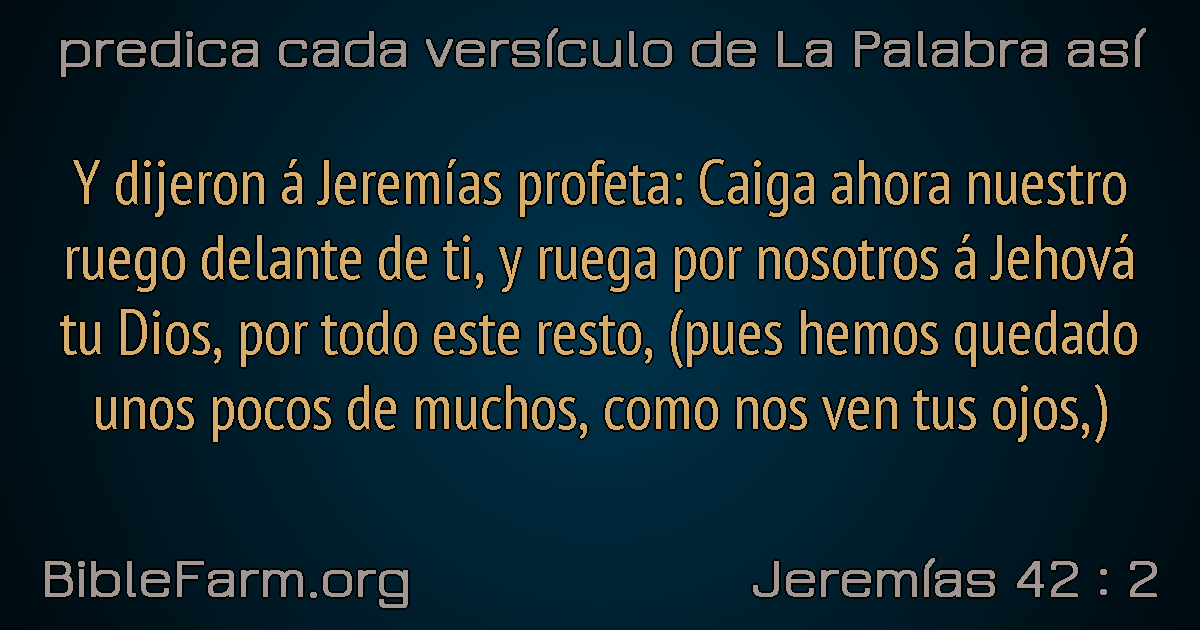 predica cada versículo de La Palabra así
Y dijeron á Jeremías profeta: Caiga ahora nuestro
ruego delante de ti, y ruega por nosotros á Jehová
tu Dios, por todo este resto, (pues hemos quedado
unos pocos de muchos, como nos ven tus ojos,)
BibleFarm.org
Jeremías 42 : 2